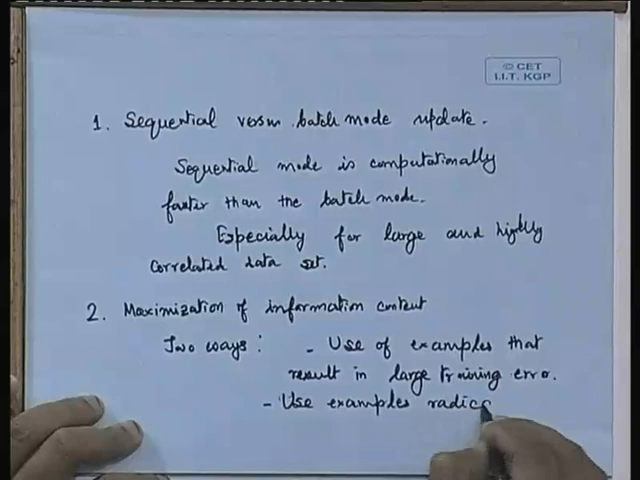 © CET
I.I.T. KGP
1. Sequential versus batch mode update.
Sequential mode is computationally
faster than the batch mode.
Especially for large and highly
correlated data set.
2. Maximization of information content
Two ways: - Use of examples that
result in large training error.
- Use examples radica